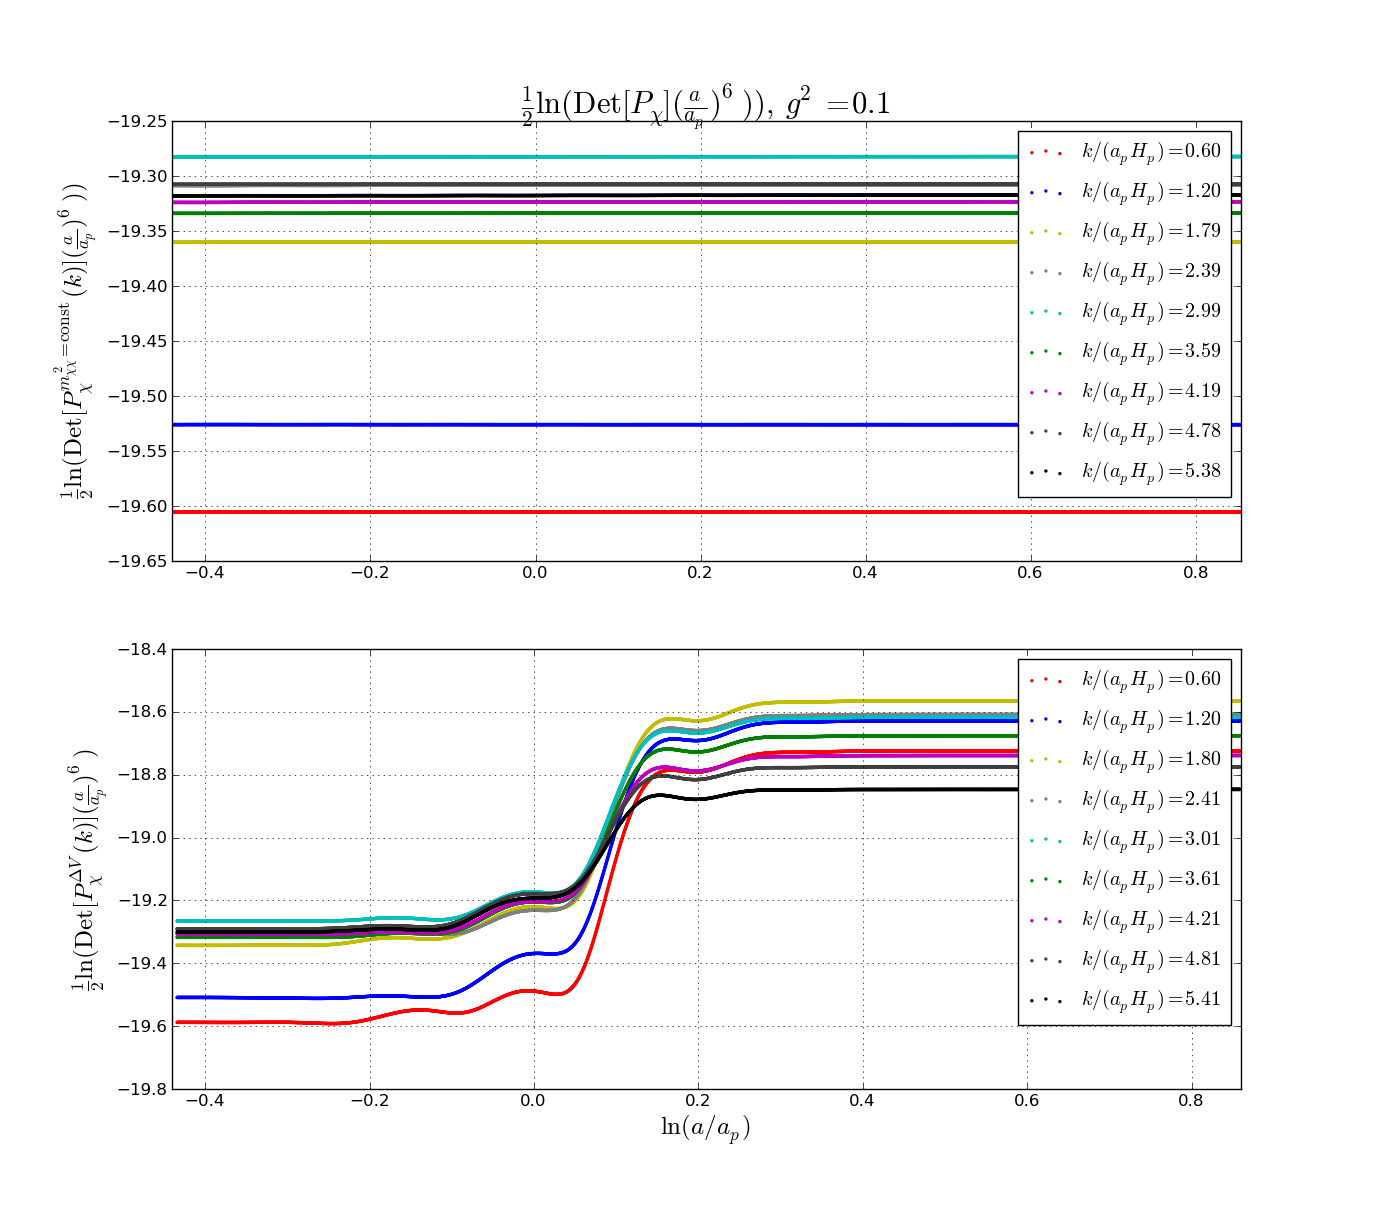 ½ln(Det[P_χ](a/a_p)^6 )), g² =0.1
½ln(Det[P_χ^{m²_χχ=const}(k)](a/a_p)^6 ))
−19.25
−19.30
−19.35
−19.40
−19.45
−19.50
−19.55
−19.60
−19.65
k/(a_p H_p)=0.60
k/(a_p H_p)=1.20
k/(a_p H_p)=1.79
k/(a_p H_p)=2.39
k/(a_p H_p)=2.99
k/(a_p H_p)=3.59
k/(a_p H_p)=4.19
k/(a_p H_p)=4.78
k/(a_p H_p)=5.38
−0.4 −0.2 0.0 0.2 0.4 0.6 0.8
½ln(Det[P_χ^{ΔV}(k)](a/a_p)^6 )
−18.4
−18.6
−18.8
−19.0
−19.2
−19.4
−19.6
−19.8
k/(a_p H_p)=0.60
k/(a_p H_p)=1.20
k/(a_p H_p)=1.80
k/(a_p H_p)=2.41
k/(a_p H_p)=3.01
k/(a_p H_p)=3.61
k/(a_p H_p)=4.21
k/(a_p H_p)=4.81
k/(a_p H_p)=5.41
−0.4 −0.2 0.0 0.2 0.4 0.6 0.8
ln(a/a_p)